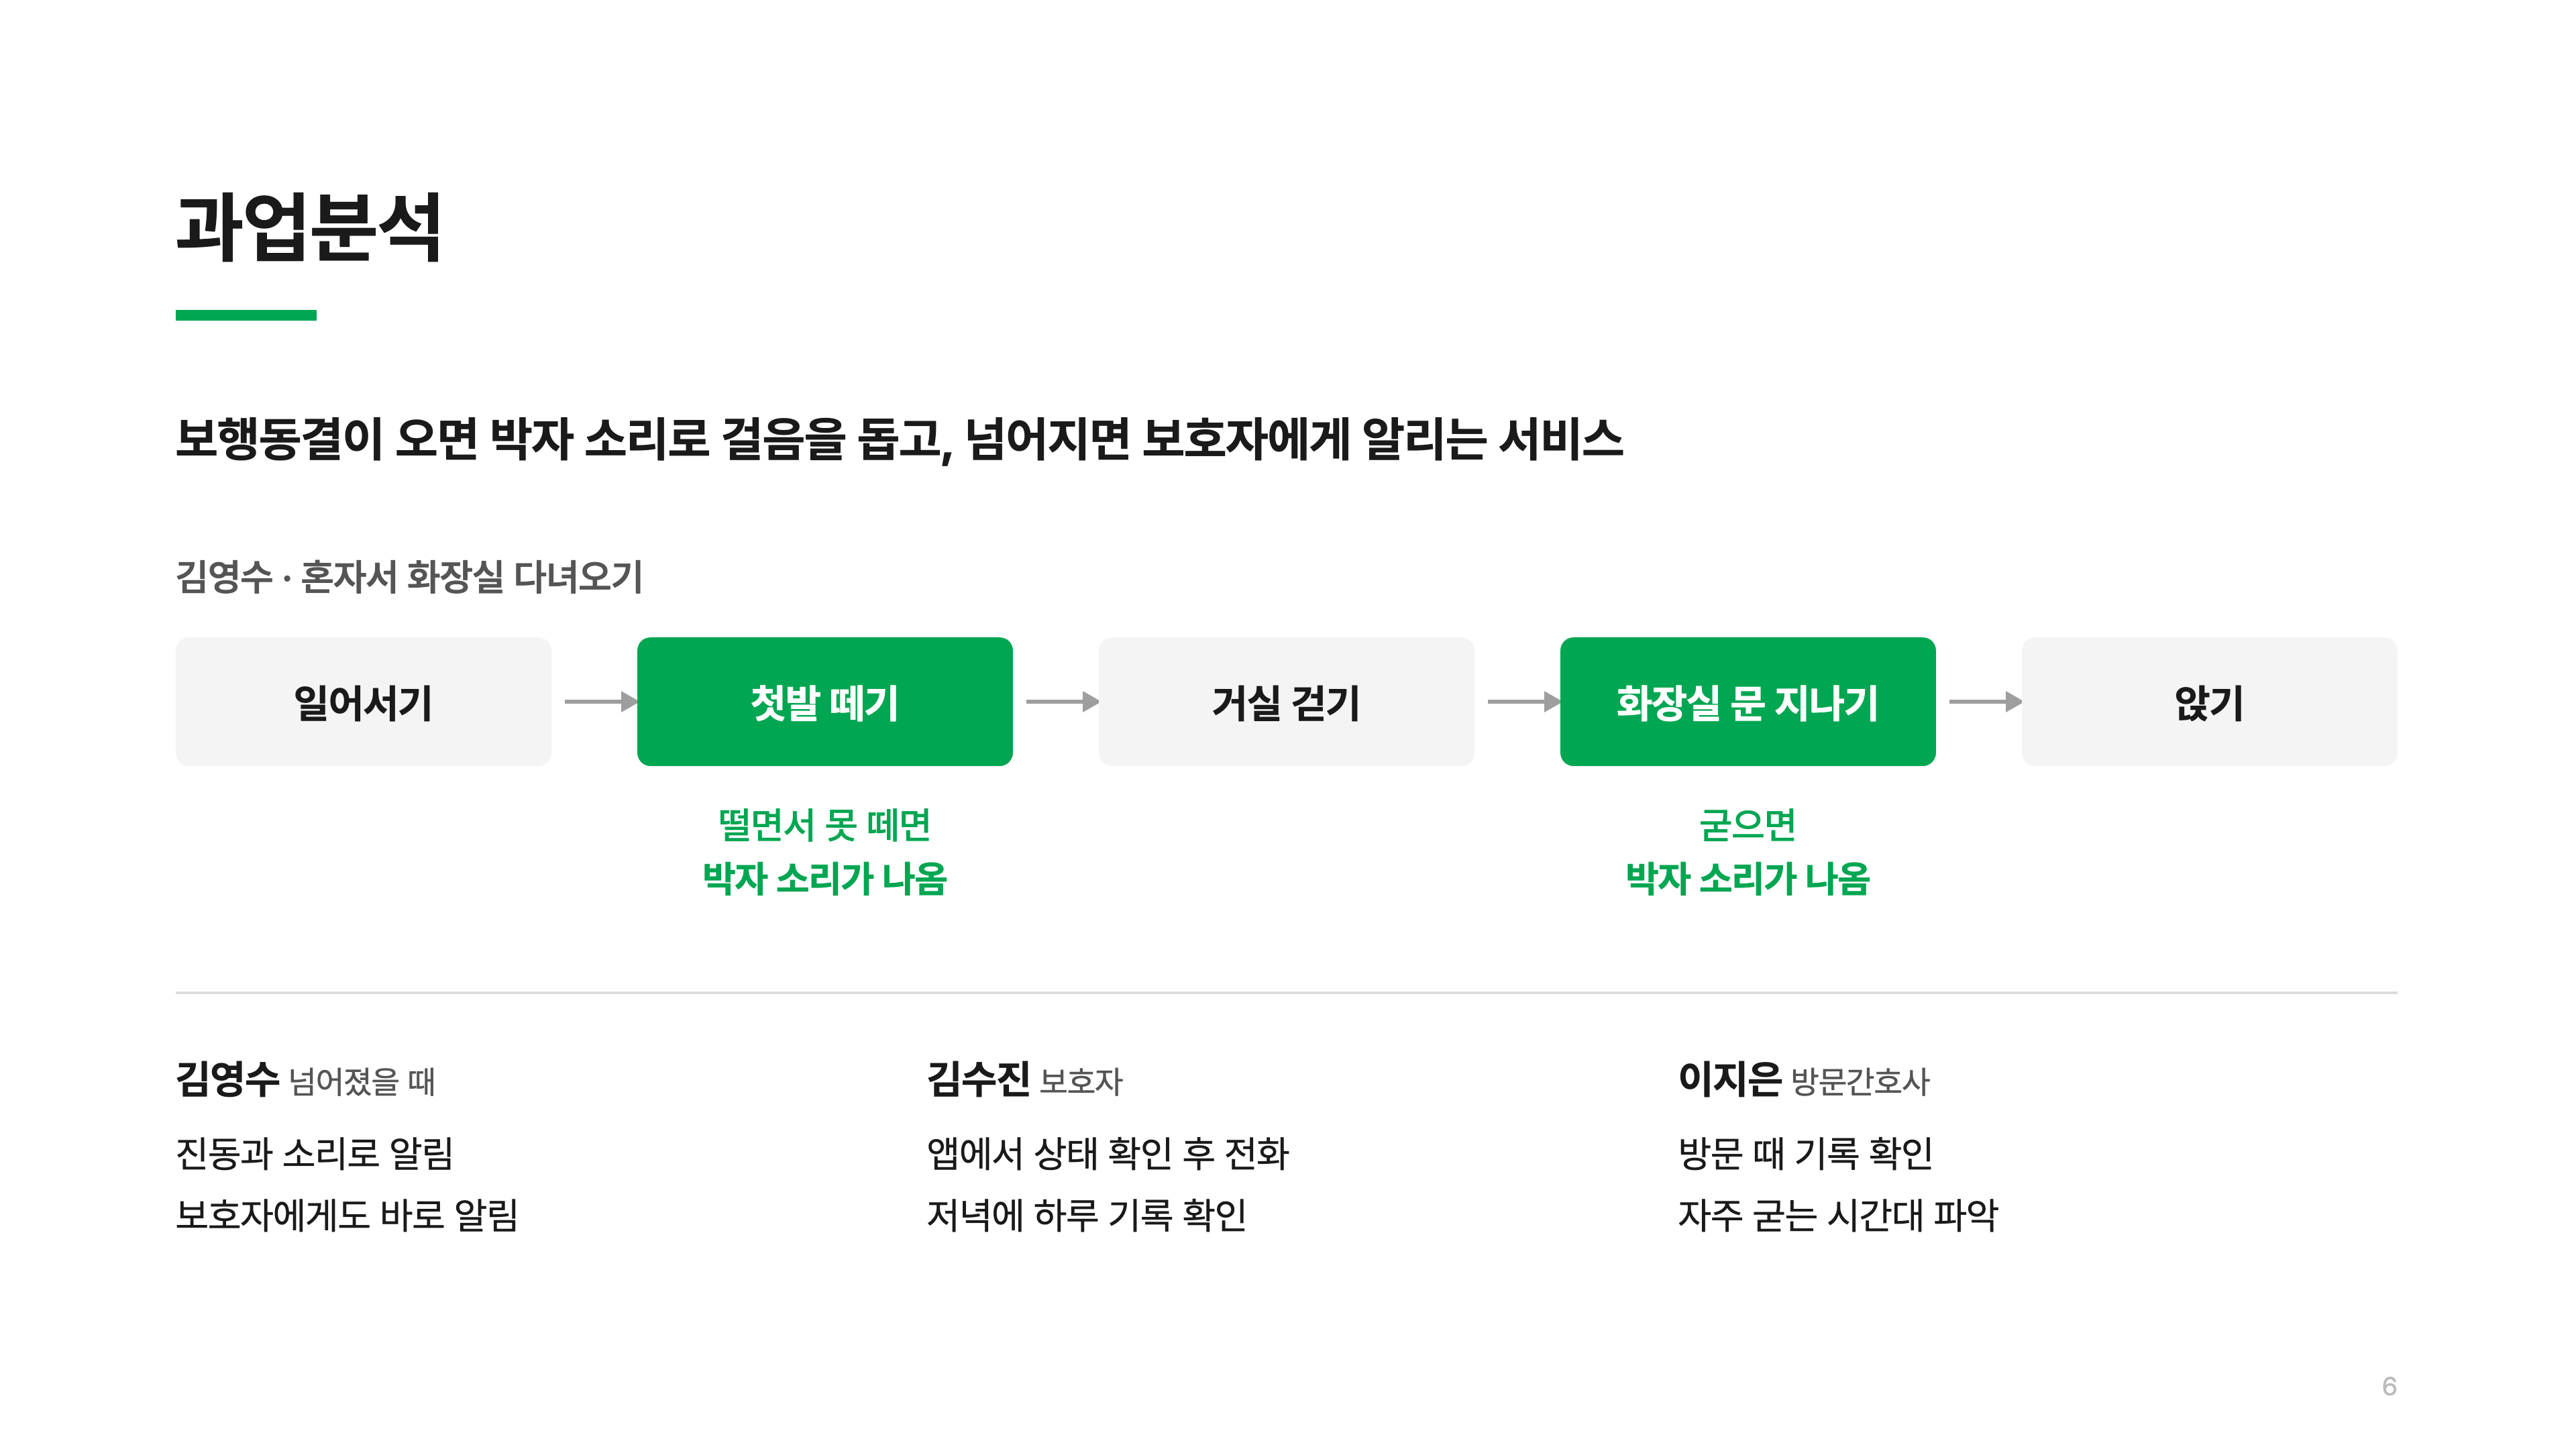 과업분석
보행동결이 오면 박자 소리로 걸음을 돕고, 넘어지면 보호자에게 알리는 서비스
김영수 · 혼자서 화장실 다녀오기
일어서기
첫발 떼기
거실 걷기
화장실 문 지나기
앉기
떨면서 못 떼면
박자 소리가 나옴
굳으면
박자 소리가 나옴
김영수 넘어졌을 때
진동과 소리로 알림
보호자에게도 바로 알림
김수진 보호자
앱에서 상태 확인 후 전화
저녁에 하루 기록 확인
이지은 방문간호사
방문 때 기록 확인
자주 굳는 시간대 파악
6